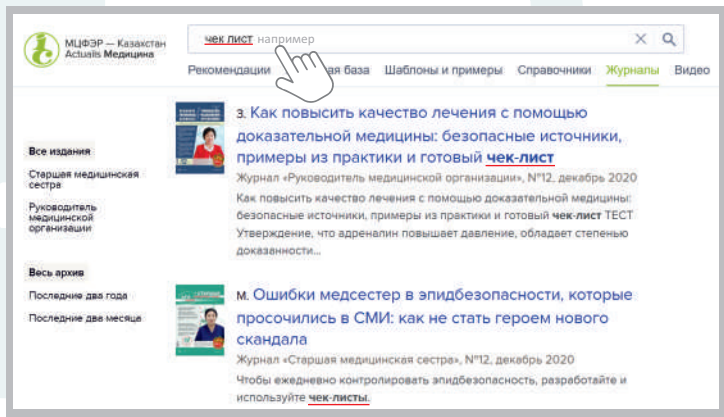 МЦФЭР — Казахстан
Actualis Медицина
чек лист например
Рекомендации ая база Шаблоны и примеры Справочники Журналы Видео
Все издания
Старшая медицинская
сестра
Руководитель
медицинской
организации
Весь архив
Последние два года
Последние два месяца
З. Как повысить качество лечения с помощью
доказательной медицины: безопасные источники,
примеры из практики и готовый чек-лист
Журнал «Руководитель медицинской организации», №12, декабрь 2020
Как повысить качество лечения с помощью доказательной медицины:
безопасные источники, примеры из практики и готовый чек-лист ТЕСТ
Утверждение, что адреналин повышает давление, обладает степенью
доказанности...
М. Ошибки медсестер в эпидбезопасности, которые
просочились в СМИ: как не стать героем нового
скандала
Журнал «Старшая медицинская сестра», №12, декабрь 2020
Чтобы ежедневно контролировать эпидбезопасность, разработайте и
используйте чек-листы.